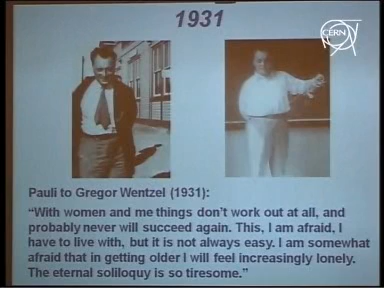 1931
CERN
Pauli to Gregor Wentzel (1931):
"With women and me things don't work out at all, and
probably never will succeed again. This, I am afraid, I
have to live with, but it is not always easy. I am somewhat
afraid that in getting older I will feel increasingly lonely.
The eternal soliloquy is so tiresome."